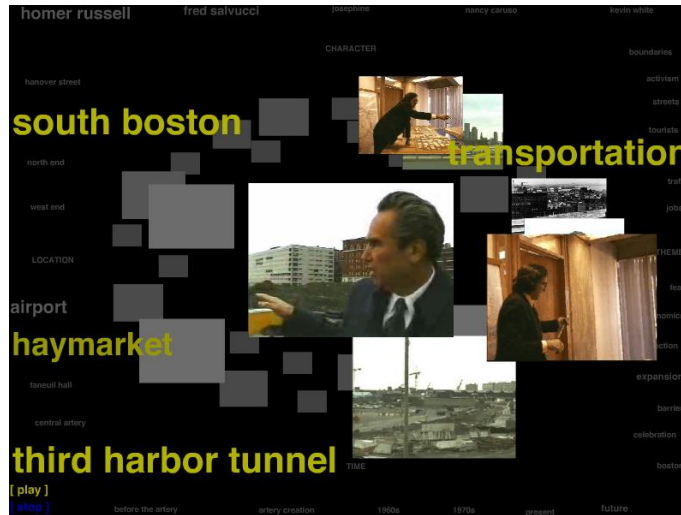 homer russell
fred salvucci
josephine
nancy caruso
kevin white
CHARACTER
boundaries
hanover street
activism
streets
south boston
tourists
transportation
north end
jobs
west end
LOCATION
THEME
airport
haymarket
expansion
faneuil hall
barrie
central artery
celebration
third harbor tunnel
TIME
boston
[ play ]
[ stop ]
before the artery
artery creation
1960s
1970s
present
future